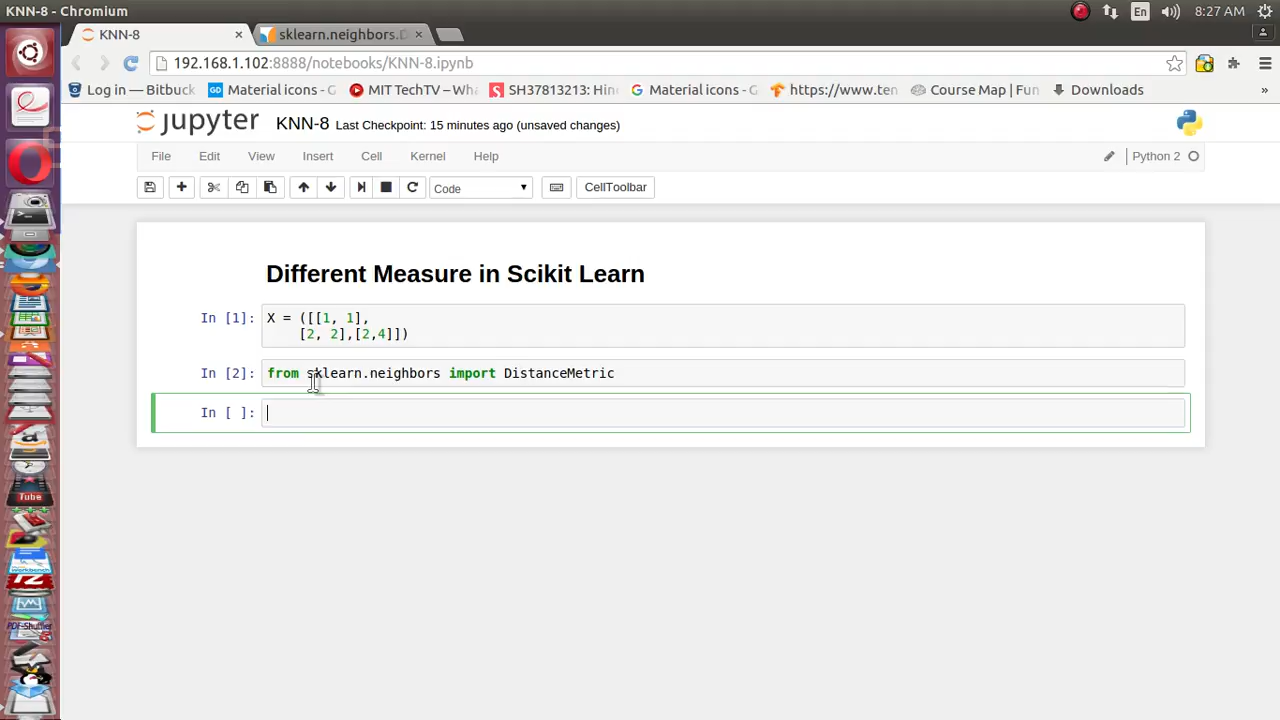 KNN-8 - Chromium
En
8:27 AM
KNN-8
sklearn.neighbors.D
192.168.1.102:8888/notebooks/KNN-8.ipynb
Log in — Bitbuck
Material icons - G
MIT TechTV – Wha
SH37813213: Hin
Material icons - G
https://www.ten
Course Map | Fun
Downloads
»
jupyter KNN-8 Last Checkpoint: 15 minutes ago (unsaved changes)
File Edit View Insert Cell Kernel Help
Python 2
Code
CellToolbar
Different Measure in Scikit Learn
In [1]: X = ([[1, 1],
[2, 2],[2,4]])
In [2]: from sklearn.neighbors import DistanceMetric
In [ ]:
Tube
PDF-Shuffler